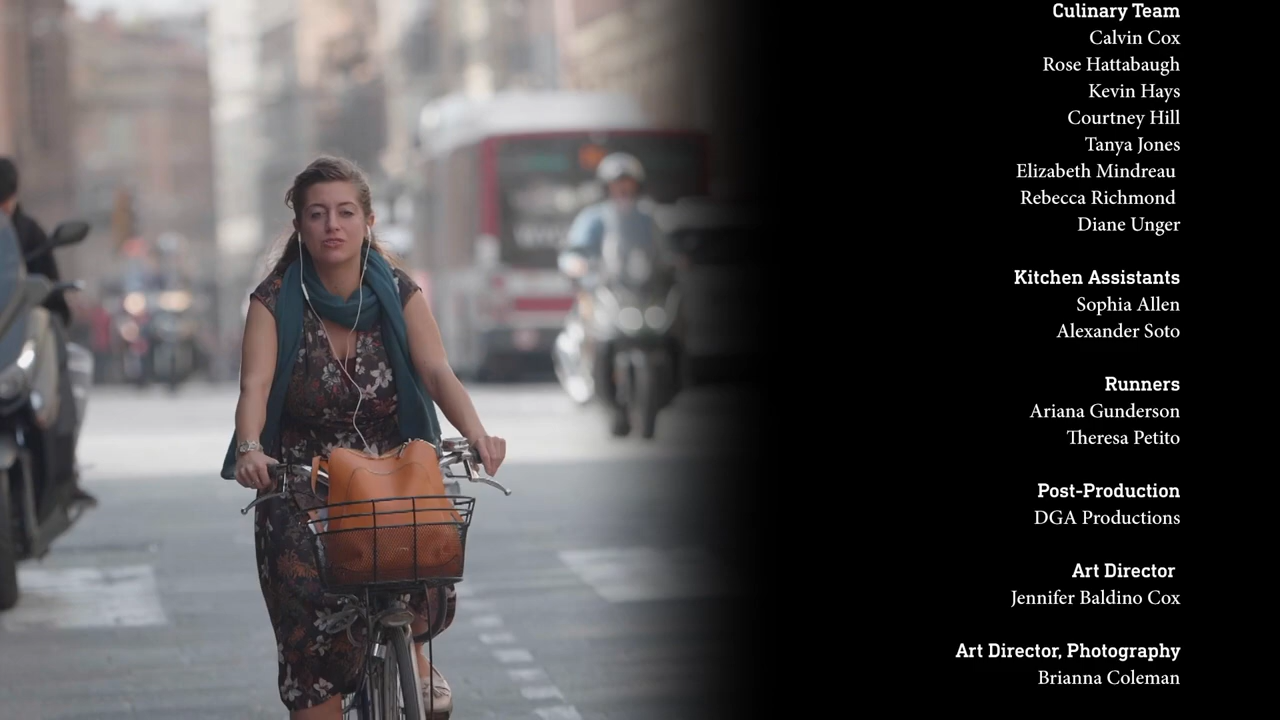 Culinary Team
Calvin Cox
Rose Hattabaugh
Kevin Hays
Courtney Hill
Tanya Jones
Elizabeth Mindreau
Rebecca Richmond
Diane Unger
Kitchen Assistants
Sophia Allen
Alexander Soto
Runners
Ariana Gunderson
Theresa Petito
Post-Production
DGA Productions
Art Director
Jennifer Baldino Cox
Art Director, Photography
Brianna Coleman